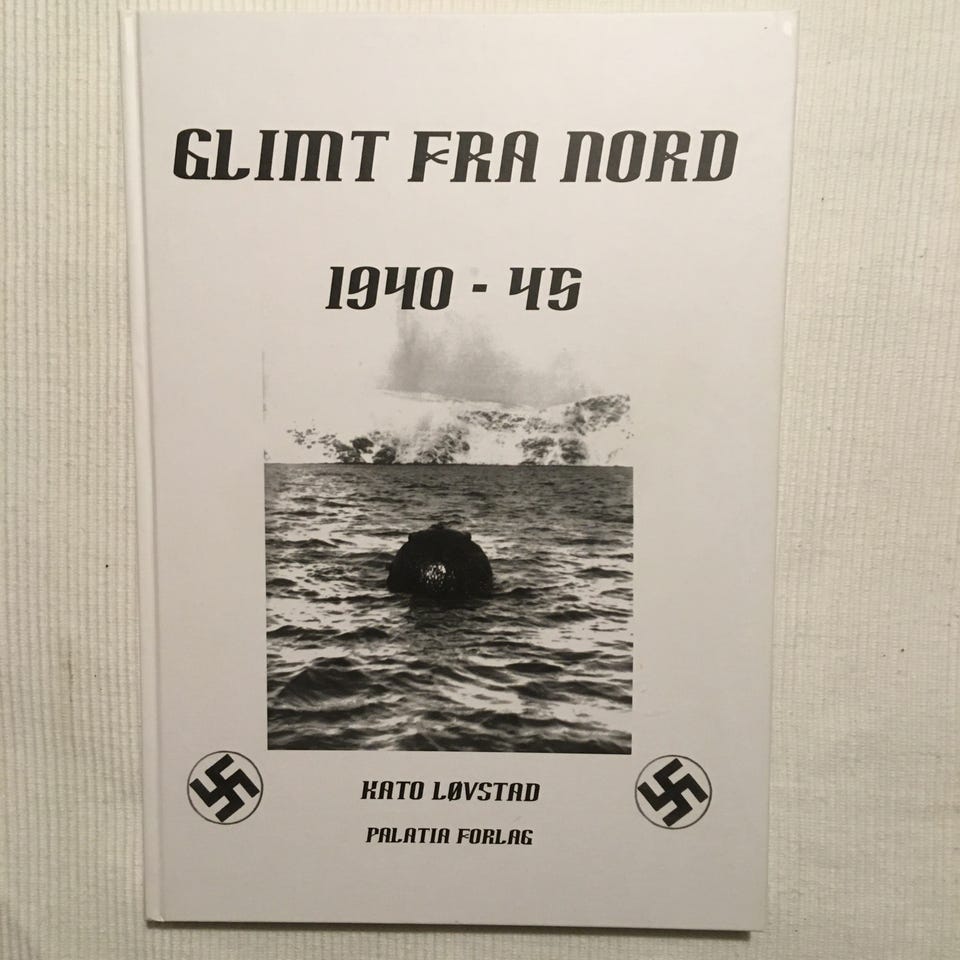 GLIMT FRA NORD
1940 - 45
KATO LØVSTAD
PALATIA FORLAG